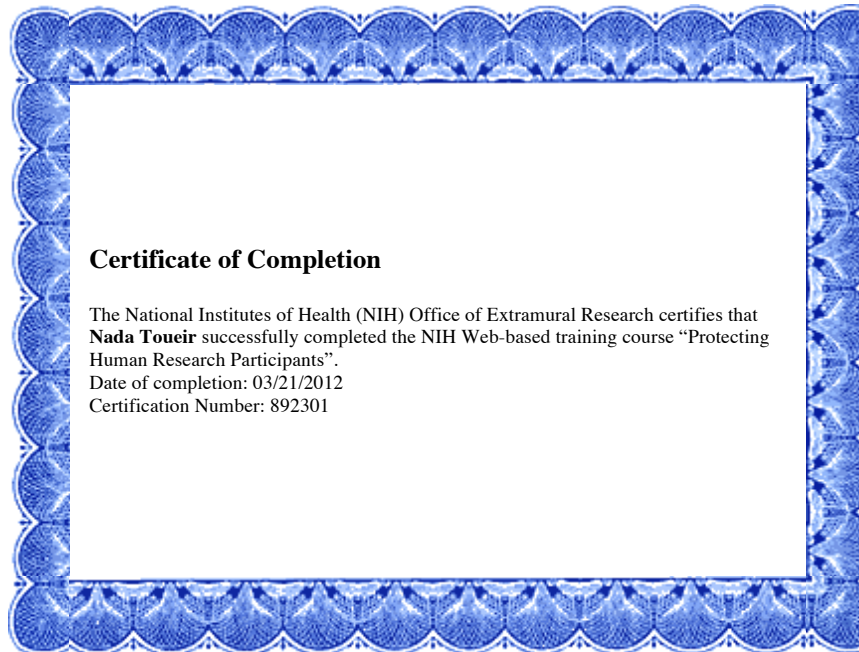 Certificate of Completion
The National Institutes of Health (NIH) Office of Extramural Research certifies that
Nada Toueir successfully completed the NIH Web-based training course “Protecting
Human Research Participants”.
Date of completion: 03/21/2012
Certification Number: 892301